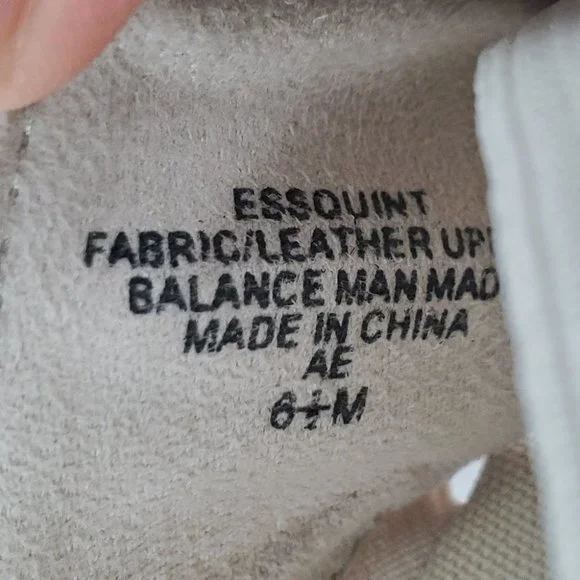 ESSQUINT
FABRIC/LEATHER UP
BALANCE MAN MAD
MADE IN CHINA
AE
6½M